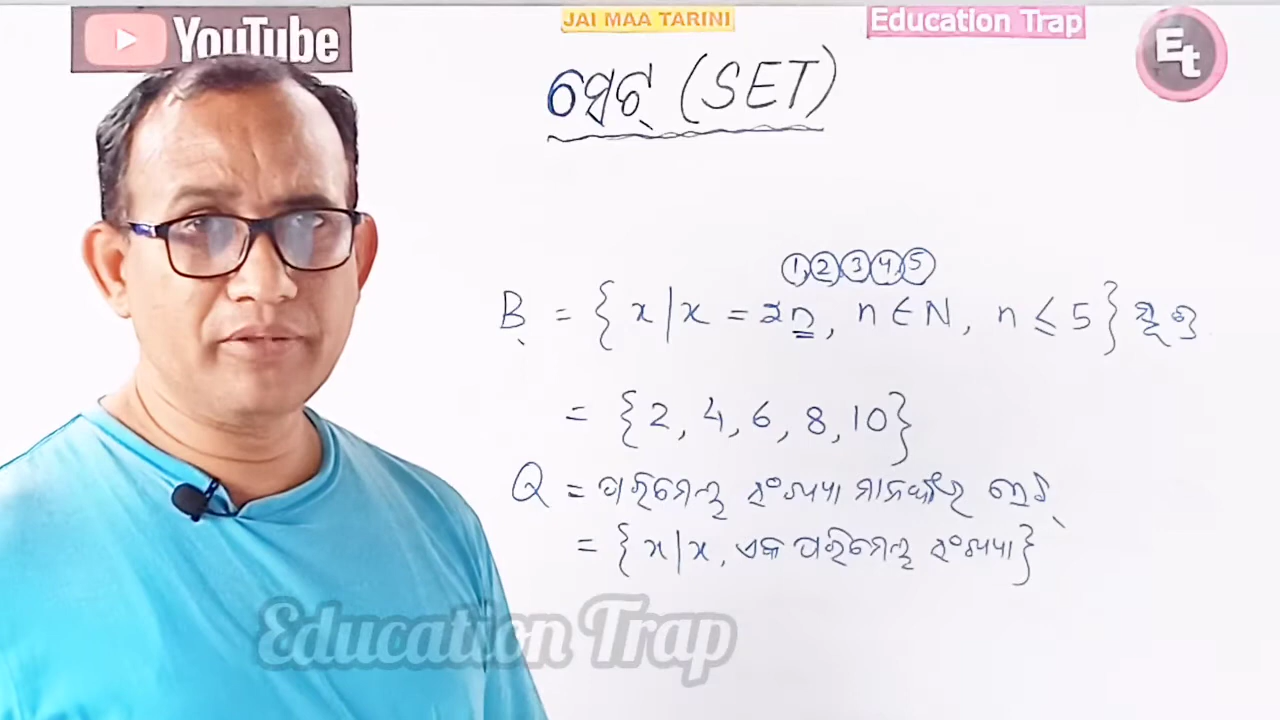 YouTube
JAI MAA TARINI
Education Trap
Et
ସେଟ୍ (SET)
1, 2, 3, 4, 5
B = {x | x = 2n, n ∈ N, n ≤ 5}
= {2, 4, 6, 8, 10}
Q = ପରିମେୟ ସଂଖ୍ୟା ମାନଙ୍କର ସେଟ୍
= {x | x, ଏକ ପରିମେୟ ସଂଖ୍ୟା}
Education Trap